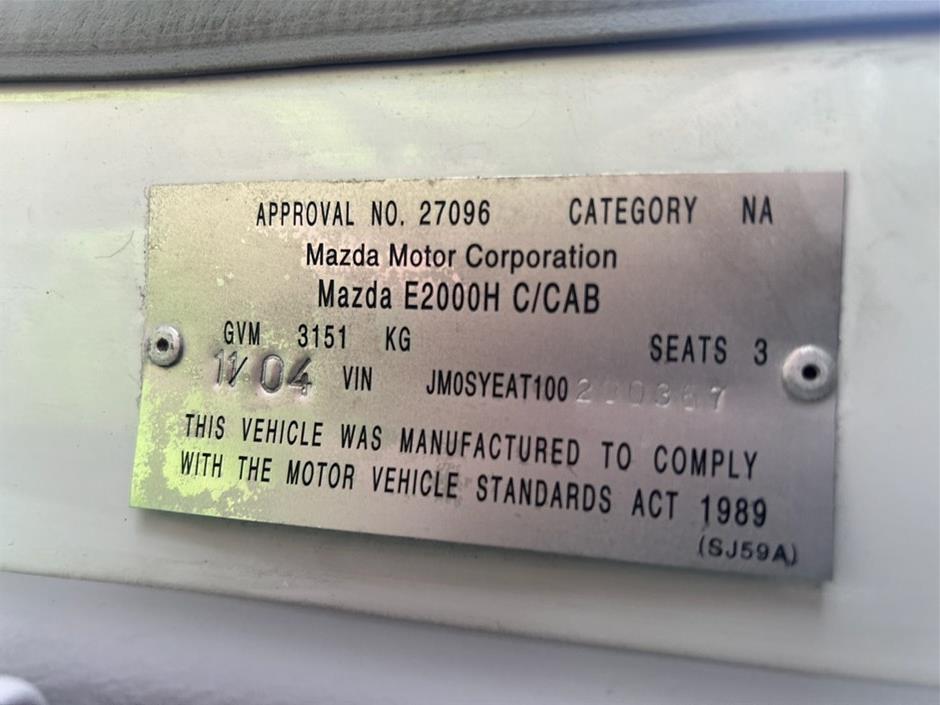 APPROVAL NO. 27096 CATEGORY NA
Mazda Motor Corporation
Mazda E2000H C/CAB
GVM 3151 KG SEATS 3
11/04 VIN JM0SYEAT100
THIS VEHICLE WAS MANUFACTURED TO COMPLY
WITH THE MOTOR VEHICLE STANDARDS ACT 1989
(SJ59A)